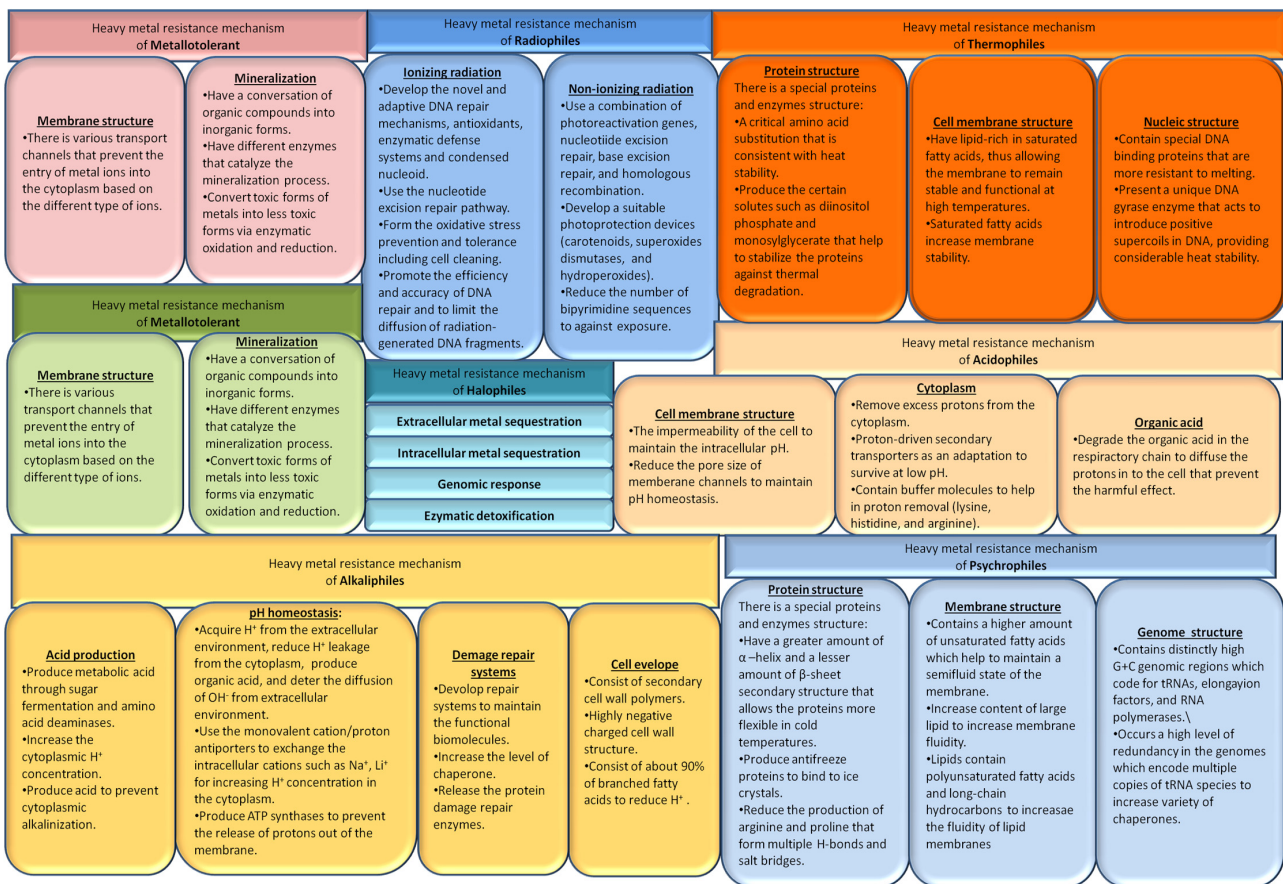 Heavy metal resistance mechanism
of Metallotolerant
Membrane structure
•There is various transport
channels that prevent the
entry of metal ions into
the cytoplasm based on
the different type of ions.
Mineralization
•Have a conversation of
organic compounds into
inorganic forms.
•Have different enzymes
that catalyze the
mineralization process.
•Convert toxic forms of
metals into less toxic
forms via enzymatic
oxidation and reduction.
Heavy metal resistance mechanism
of Radiophiles
Ionizing radiation
•Develop the novel and
adaptive DNA repair
mechanisms, antioxidants,
enzymatic defense
systems and condensed
nucleoid.
•Use the nucleotide
excision repair pathway.
•Form the oxidative stress
prevention and tolerance
including cell cleaning.
•Promote the efficiency
and accuracy of DNA
repair and to limit the
diffusion of radiation-
generated DNA fragments.
Non-ionizing radiation
•Use a combination of
photoreactivation genes,
nucleotiide excision
repair, base excision
repair, and homologous
recombination.
•Develop a suitable
photoprotection devices
(carotenoids, superoxides
dismutases, and
hydroperoxides).
•Reduce the number of
bipyrimidine sequences
to against exposure.
Heavy metal resistance mechanism
of Thermophiles
Protein structure
There is a special proteins
and enzymes structure:
•A critical amino acid
substitution that is
consistent with heat
stability.
•Produce the certain
solutes such as diinositol
phosphate and
monosylglycerate that help
to stabilize the proteins
against thermal
degradation.
Cell membrane structure
•Have lipid-rich in saturated
fatty acids, thus allowing
the membrane to remain
stable and functional at
high temperatures.
•Saturated fatty acids
increase membrane
stability.
Nucleic structure
•Contain special DNA
binding proteins that are
more resistant to melting.
•Present a unique DNA
gyrase enzyme that acts to
introduce positive
supercoils in DNA, providing
considerable heat stability.
Heavy metal resistance mechanism
of Metallotolerant
Membrane structure
•There is various
transport channels that
prevent the entry of
metal ions into the
cytoplasm based on the
different type of ions.
Mineralization
•Have a conversation of
organic compounds into
inorganic forms.
•Have different enzymes
that catalyze the
mineralization process.
•Convert toxic forms of
metals into less toxic
forms via enzymatic
oxidation and reduction.
Heavy metal resistance mechanism
of Halophiles
Extracellular metal sequestration
Intracellular metal sequestration
Genomic response
Ezymatic detoxification
Heavy metal resistance mechanism
of Acidophiles
Cell membrane structure
•The impermeability of the cell to
maintain the intracellular pH.
•Reduce the pore size of
memberane channels to maintain
pH homeostasis.
Cytoplasm
•Remove excess protons from the
cytoplasm.
•Proton-driven secondary
transporters as an adaptation to
survive at low pH.
•Contain buffer molecules to help
in proton removal (lysine,
histidine, and arginine).
Organic acid
•Degrade the organic acid in the
respiratory chain to diffuse the
protons in to the cell that prevent
the harmful effect.
Heavy metal resistance mechanism
of Alkaliphiles
Acid production
•Produce metabolic acid
through sugar
fermentation and amino
acid deaminases.
•Increase the
cytoplasmic H⁺
concentration.
•Produce acid to prevent
cytoplasmic
alkalinization.
pH homeostasis:
•Acquire H⁺ from the extracellular
environment, reduce H⁺ leakage
from the cytoplasm, produce
organic acid, and deter the diffusion
of OH⁻ from extracellular
environment.
•Use the monovalent cation/proton
antiporters to exchange the
intracellular cations such as Na⁺, Li⁺
for increasing H⁺ concentration in
the cytoplasm.
•Produce ATP synthases to prevent
the release of protons out of the
membrane.
Demage repair
systems
•Develop repair
systems to maintain
the functional
biomolecules.
•Increase the level of
chaperone.
•Release the protein
damage repair
enzymes.
Cell evelope
•Consist of secondary
cell wall polymers.
•Highly negative
charged cell wall
structure.
•Consist of about 90%
of branched fatty
acids to reduce H⁺ .
Heavy metal resistance mechanism
of Psychrophiles
Protein structure
There is a special proteins
and enzymes structure:
•Have a greater amount of
α –helix and a lesser
amount of β-sheet
secondary structure that
allows the proteins more
flexible in cold
temperatures.
•Produce antifreeze
proteins to bind to ice
crystals.
•Reduce the production of
arginine and proline that
form multiple H-bonds and
salt bridges.
Membrane structure
•Contains a higher amount
of unsaturated fatty acids
which help to maintain a
semifluid state of the
membrane.
•Increase content of large
lipid to increase membrane
fluidity.
•Lipids contain
polyunsaturated fatty acids
and long-chain
hydrocarbons to increasae
the fluidity of lipid
membranes
Genome structure
•Contains distinctly high
G+C genomic regions which
code for tRNAs, elongayion
factors, and RNA
polymerases.\
•Occurs a high level of
redundancy in the genomes
which encode multiple
copies of tRNA species to
increase variety of
chaperones.